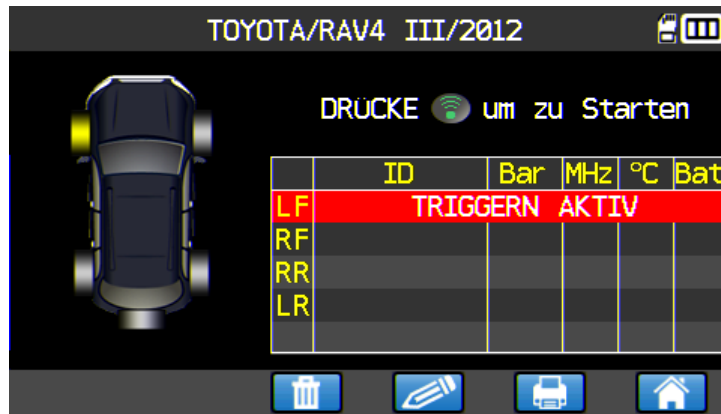 TOYOTA/RAV4 III/2012
DRÜCKE um zu Starten
ID Bar MHz °C Bat
LF TRIGGERN AKTIV
RF
RR
LR